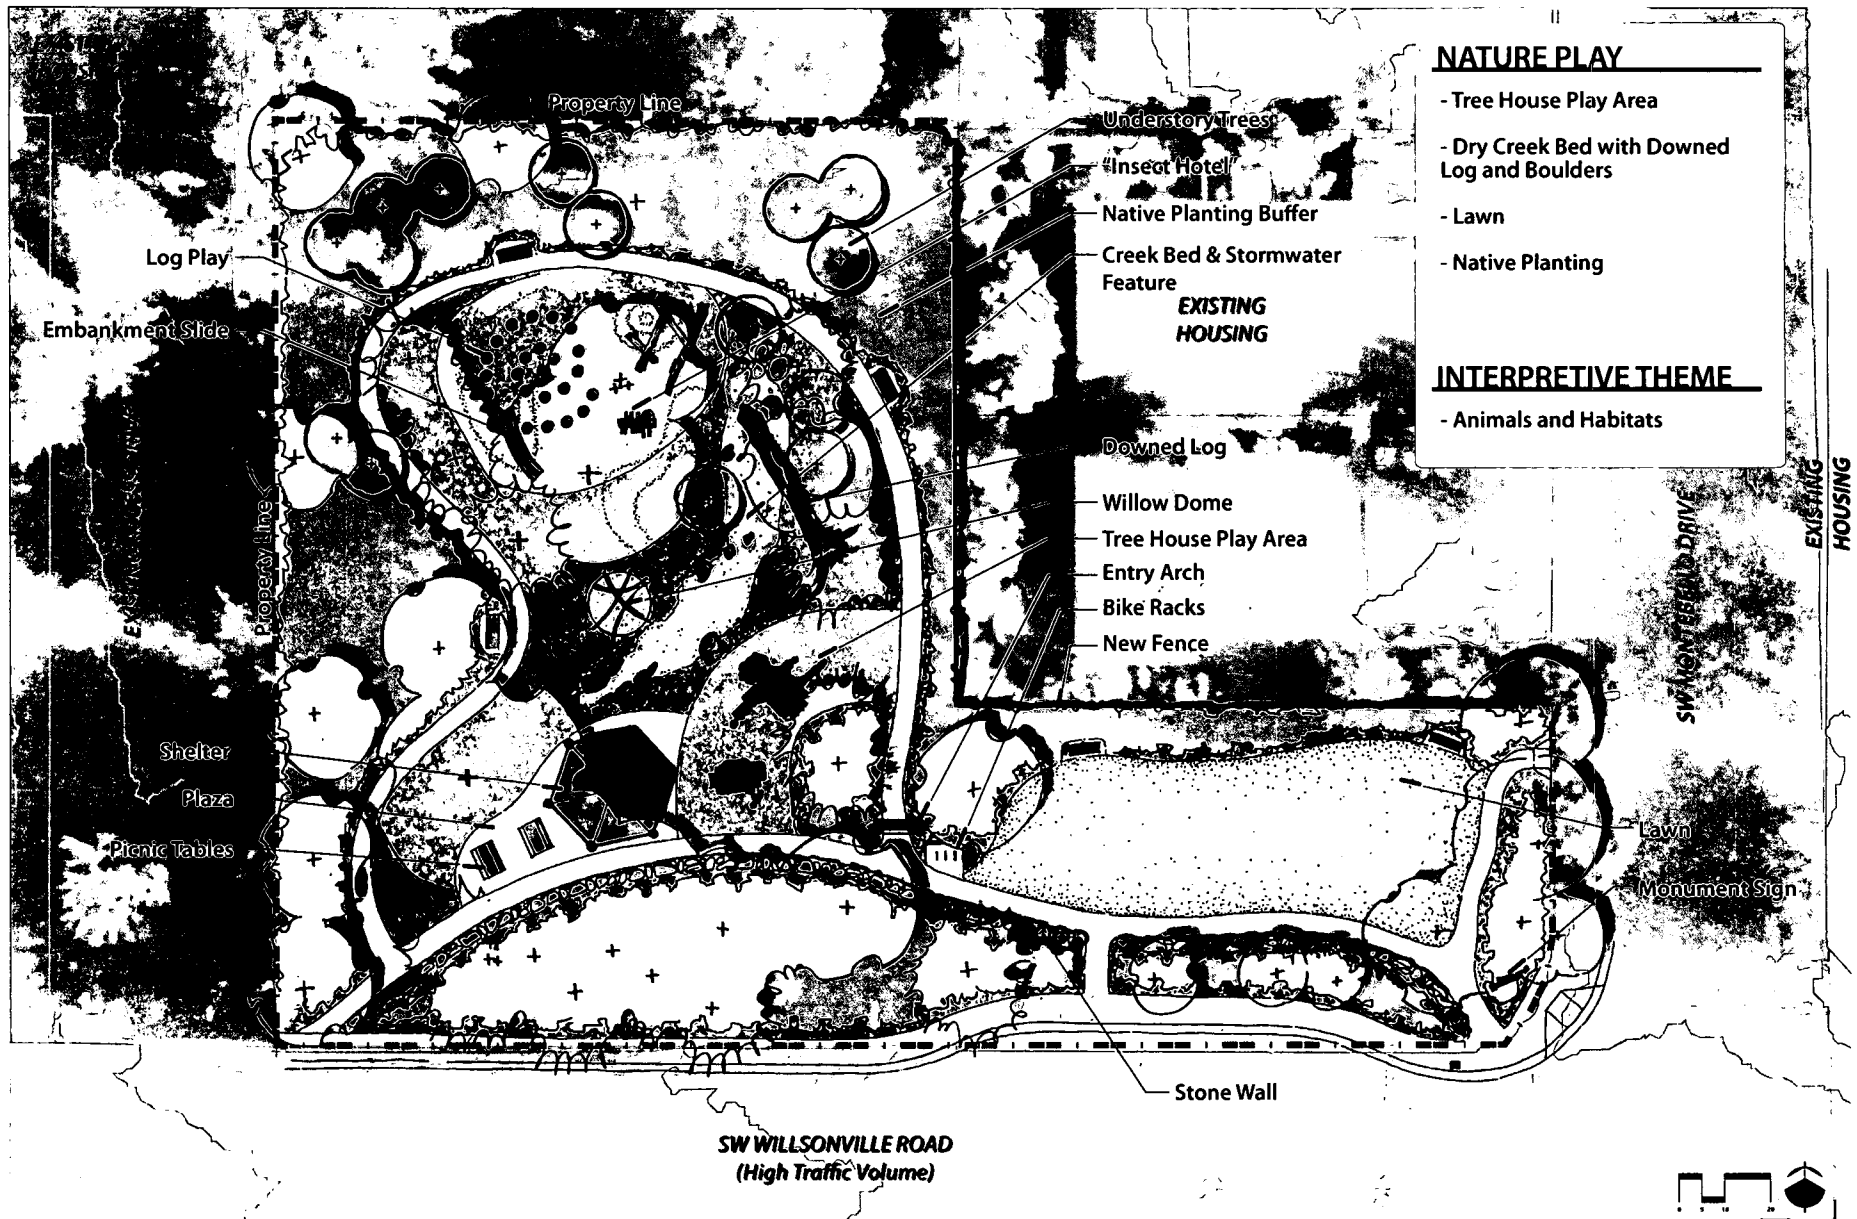 NATURE PLAY
- Tree House Play Area
- Dry Creek Bed with Downed
Log and Boulders
- Lawn
- Native Planting
INTERPRETIVE THEME
- Animals and Habitats
Property Line
Understory Trees
"Insect Hotel"
Native Planting Buffer
Creek Bed & Stormwater
Feature
EXISTING
HOUSING
Log Play
Embankment Slide
Downed Log
Willow Dome
Tree House Play Area
Entry Arch
Bike Racks
New Fence
Property Line
EXISTING
HOUSING
SW MONTEBELLO DRIVE
Shelter
Plaza
Picnic Tables
Lawn
Monument Sign
Stone Wall
SW WILLSONVILLE ROAD
(High Traffic Volume)